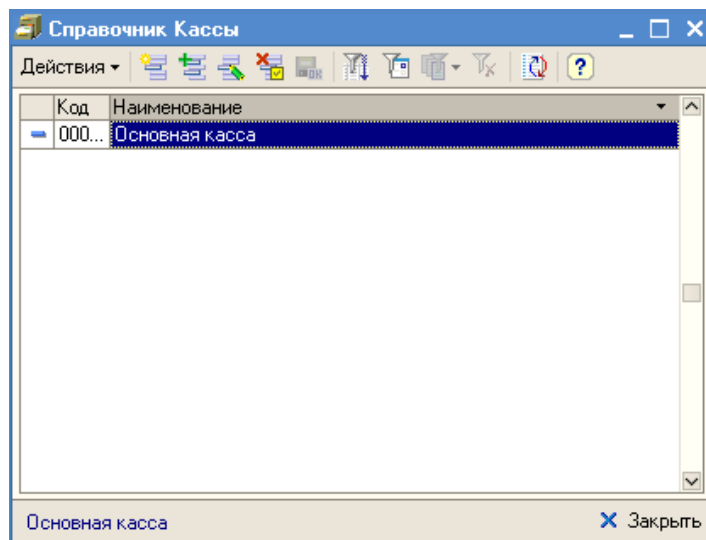 Справочник Кассы
Действия
Код Наименование
000... Основная касса
Основная касса Закрыть